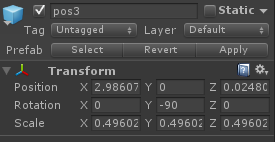 pos3 Static
Tag Untagged Layer Default
Prefab Select Revert Apply
Transform
Position X 2.98607 Y 0 Z 0.02480
Rotation X 0 Y -90 Z 0
Scale X 0.49602 Y 0.49602 Z 0.49602